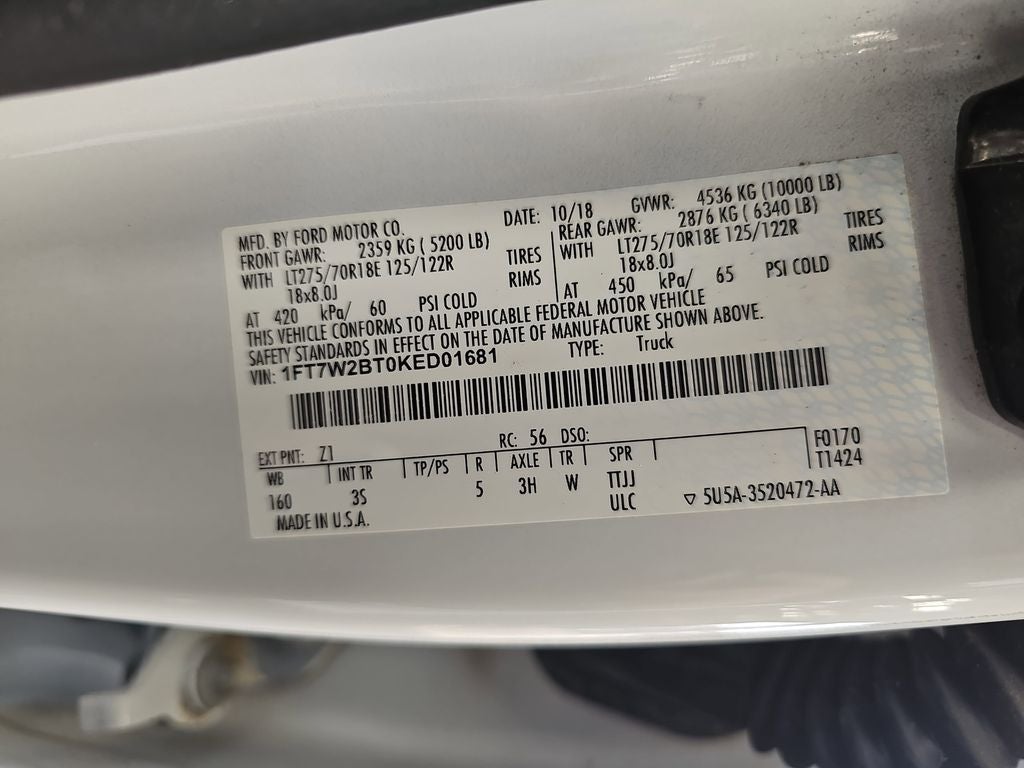 MFD. BY FORD MOTOR CO. DATE: 10/18 GVWR: 4536 KG (10000 LB)
FRONT GAWR: 2359 KG ( 5200 LB) REAR GAWR: 2876 KG ( 6340 LB)
WITH LT275/70R18E 125/122R TIRES WITH LT275/70R18E 125/122R TIRES
18x8.0J RIMS 18x8.0J RIMS
AT 420 kPa/ 60 PSI COLD AT 450 kPa/ 65 PSI COLD
THIS VEHICLE CONFORMS TO ALL APPLICABLE FEDERAL MOTOR VEHICLE
SAFETY STANDARDS IN EFFECT ON THE DATE OF MANUFACTURE SHOWN ABOVE.
VIN: 1FT7W2BT0KED01681 TYPE: Truck
EXT PNT: Z1 RC: 56 DSO: F0170
WB INT TR TP/PS R AXLE TR SPR T1424
160 3S 5 3H W TTJJ
MADE IN U.S.A. ULC ▽ 5U5A-3520472-AA